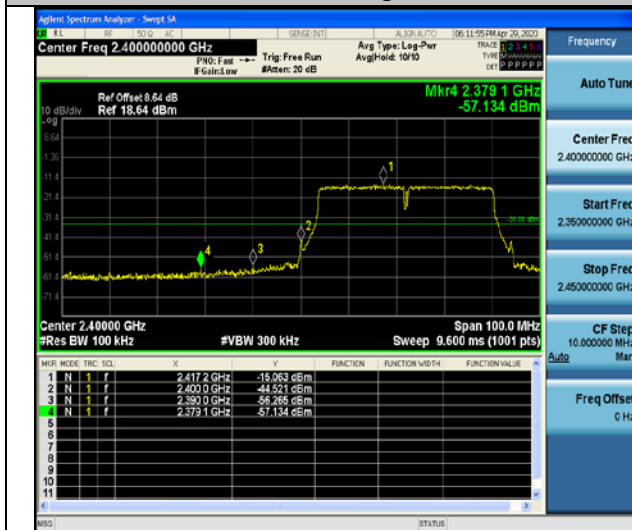 Agilent Spectrum Analyzer - Swept SA
RL RF 50 Ω AC SENSE:INT ALIGN AUTO 06:11:55 PM Apr 29, 2020
Center Freq 2.400000000 GHz
PNO: Fast
IFGain:Low
Trig: Free Run
#Atten: 20 dB
Avg Type: Log-Pwr
Avg|Hold: 10/10
TRACE 1 2 3 4 5 6
TYPE
DET P P P P P P
Mkr4 2.379 1 GHz
-57.134 dBm
Ref Offset 8.64 dB
10 dB/div Ref 18.64 dBm
Log
8.64
-1.36
-11.4
-21.4
-31.4
-41.4
-51.4
-61.4
-71.4
1
2
3
4
Center 2.40000 GHz Span 100.0 MHz
#Res BW 100 kHz #VBW 300 kHz Sweep 9.600 ms (1001 pts)
MKR MODE TRC SCL X Y FUNCTION FUNCTION WIDTH FUNCTION VALUE
1 N 1 f 2.417 2 GHz -15.063 dBm
2 N 1 f 2.400 0 GHz -44.521 dBm
3 N 1 f 2.390 0 GHz -56.265 dBm
4 N 1 f 2.379 1 GHz -57.134 dBm
5
6
7
8
9
10
11
MSG STATUS
Frequency
Auto Tune
Center Freq
2.400000000 GHz
Start Freq
2.350000000 GHz
Stop Freq
2.450000000 GHz
CF Step
10.000000 MHz
Auto Man
Freq Offset
0 Hz